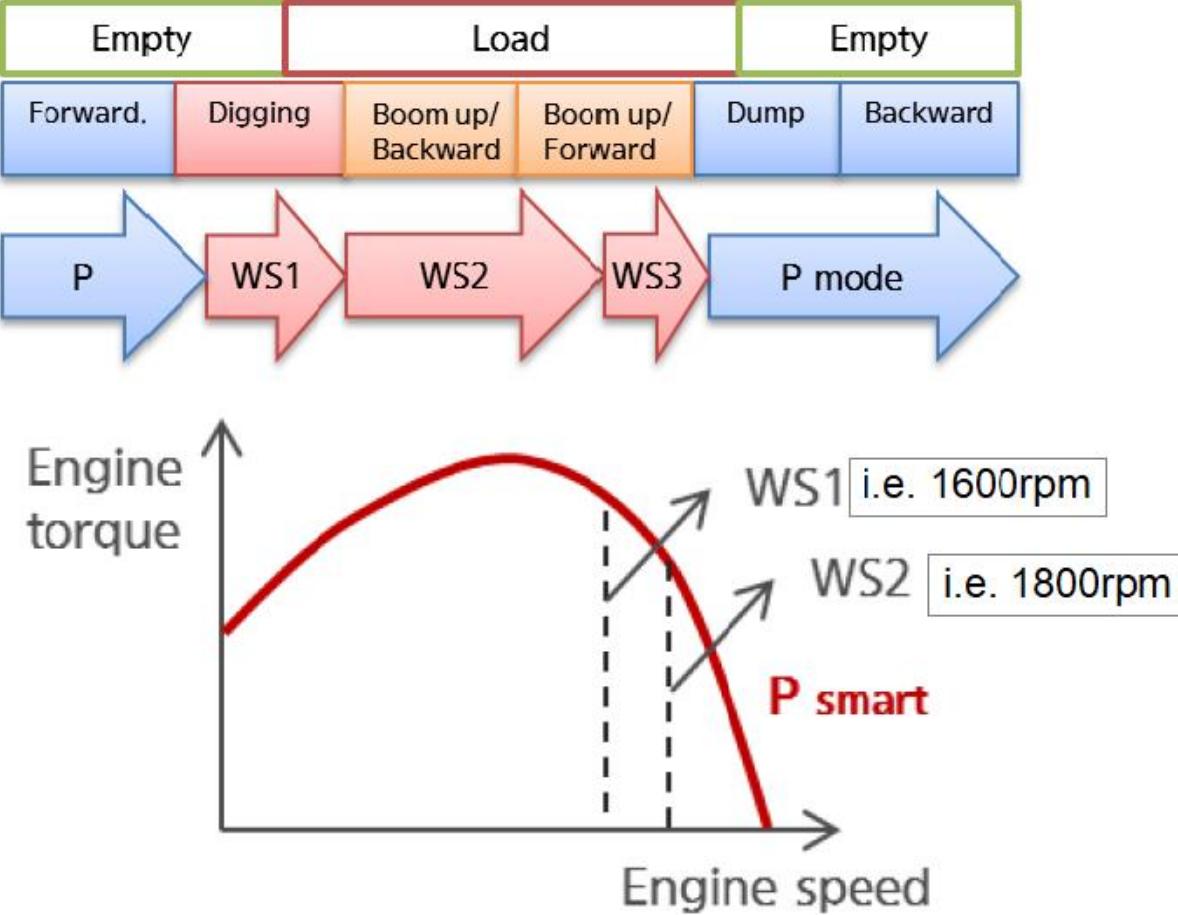 Empty
Load
Empty
Forward.
Digging
Boom up/
Backward
Boom up/
Forward
Dump
Backward
P
WS1
WS2
WS3
P mode
Engine
torque
WS1
i.e. 1600rpm
WS2
i.e. 1800rpm
P smart
Engine speed